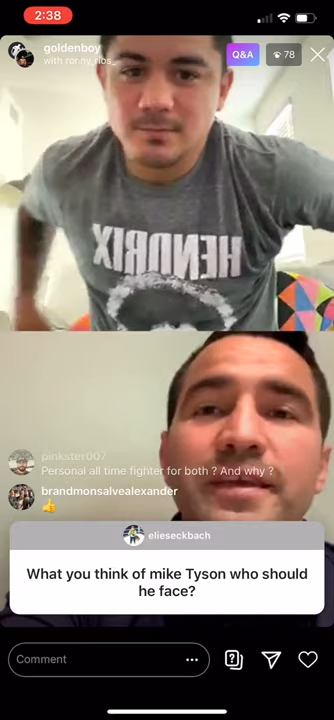 2:38
goldenboy
with ronny_rios_
Q&A
78
HENDRIX
pinkster007
Personal all time fighter for both ? And why ?
brandmonsalvealexander
👍
elieseckbach
What you think of mike Tyson who should
he face?
Comment